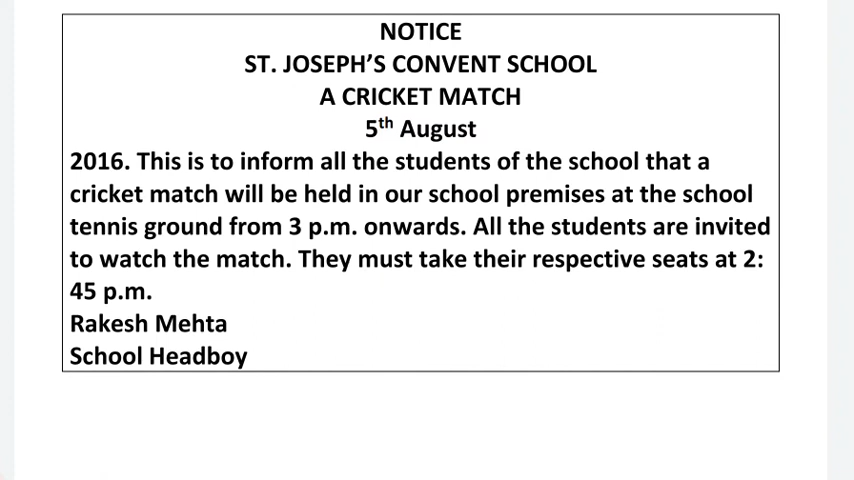 NOTICE
ST. JOSEPH’S CONVENT SCHOOL
A CRICKET MATCH
5th August
2016. This is to inform all the students of the school that a
cricket match will be held in our school premises at the school
tennis ground from 3 p.m. onwards. All the students are invited
to watch the match. They must take their respective seats at 2:
45 p.m.
Rakesh Mehta
School Headboy